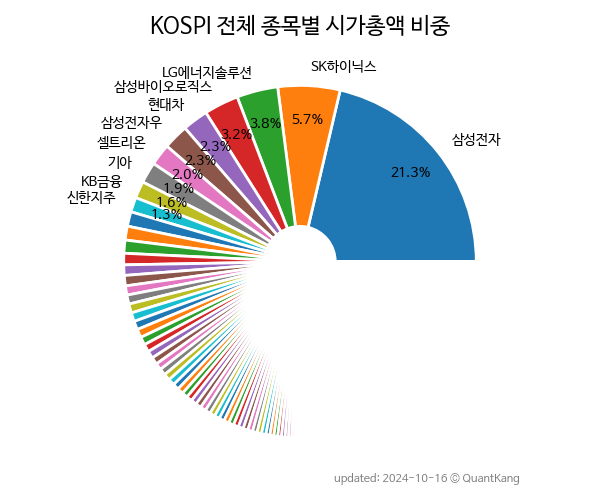 KOSPI 전체 종목별 시가총액 비중
SK하이닉스
LG에너지솔루션
삼성바이오로직스
현대차
삼성전자우
셀트리온
기아
KB금융
신한지주
삼성전자
5.7%
3.8%
3.2%
2.3%
2.3%
2.0%
1.9%
1.6%
1.3%
21.3%
updated: 2024-10-16 © QuantKang